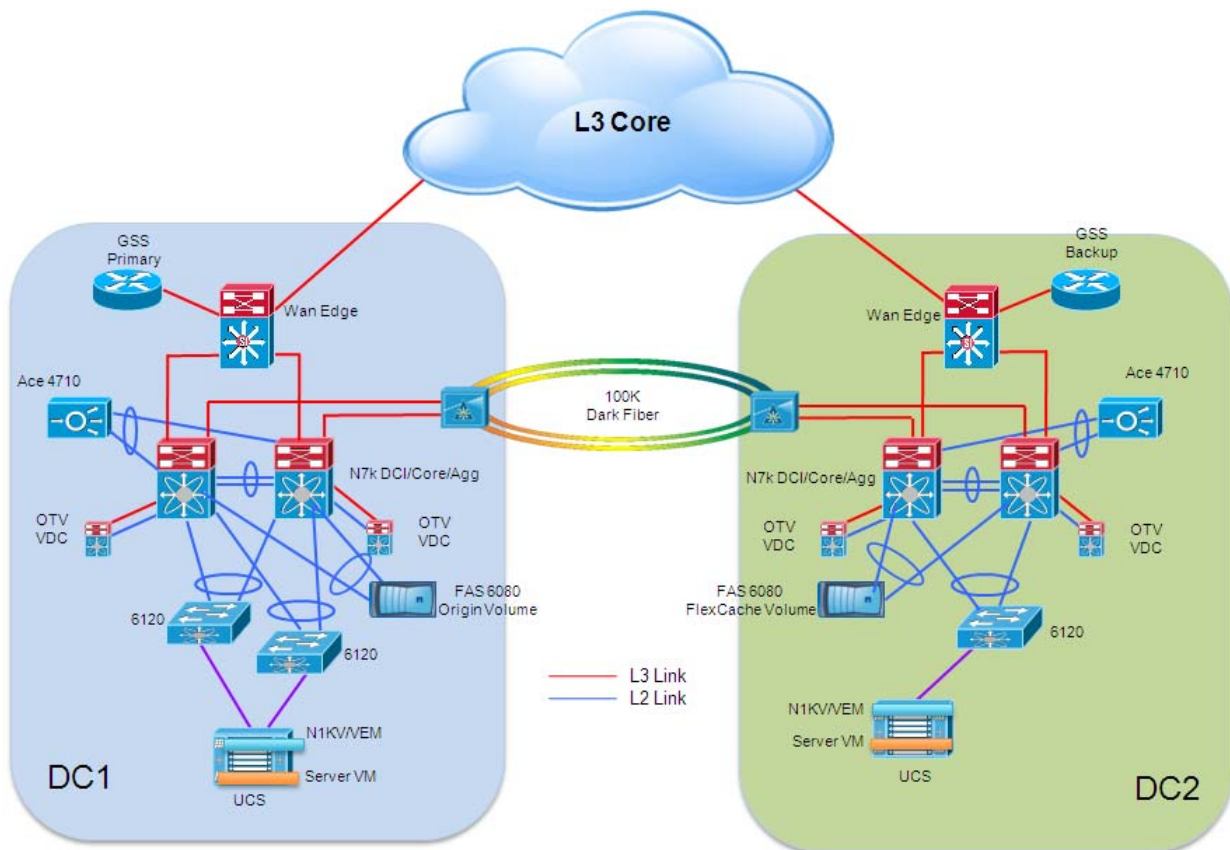 L3 Core
GSS
Primary
Wan Edge
Ace 4710
N7k DCI/Core/Agg
OTV
VDC
OTV
VDC
FAS 6080
Origin Volume
6120
6120
N1KV/VEM
Server VM
UCS
DC1
100K
Dark Fiber
L3 Link
L2 Link
GSS
Backup
Wan Edge
Ace 4710
N7k DCI/Core/Agg
OTV
VDC
OTV
VDC
FAS 6080
FlexCache Volume
6120
N1KV/VEM
Server VM
UCS
DC2